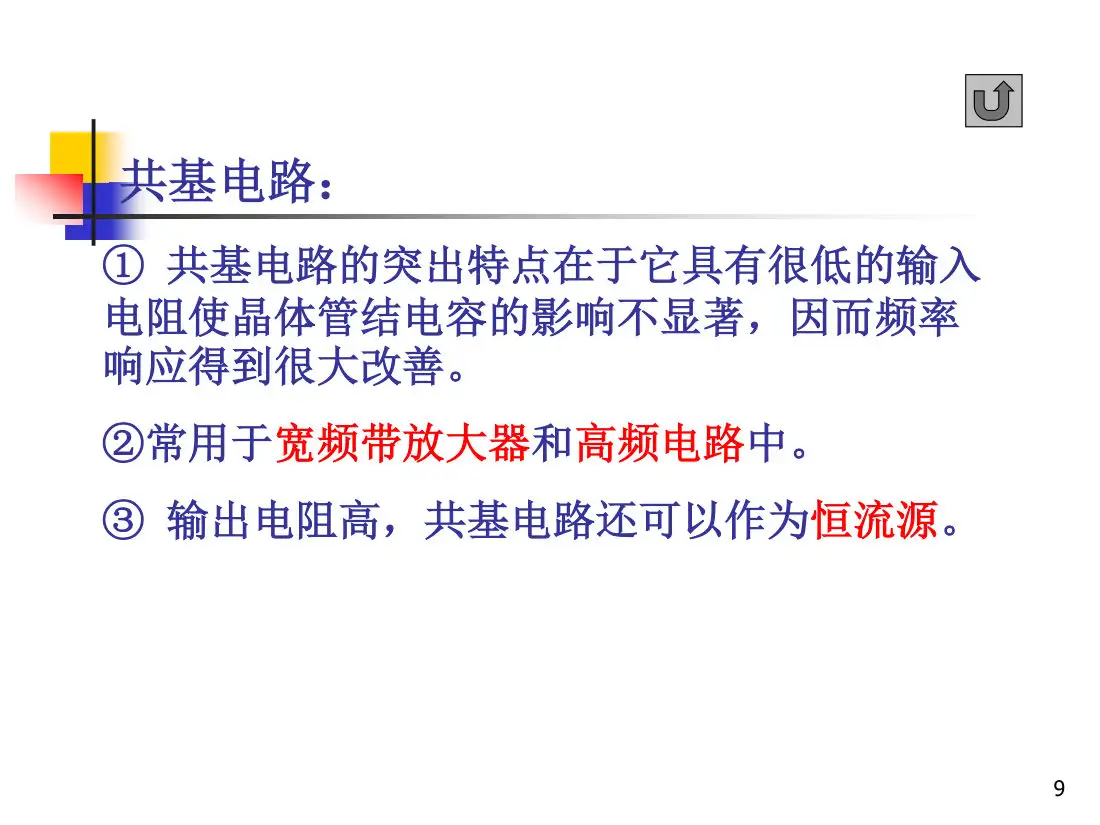 共基电路：
① 共基电路的突出特点在于它具有很低的输入
电阻使晶体管结电容的影响不显著，因而频率
响应得到很大改善。
②常用于宽频带放大器和高频电路中。
③ 输出电阻高，共基电路还可以作为恒流源。
9